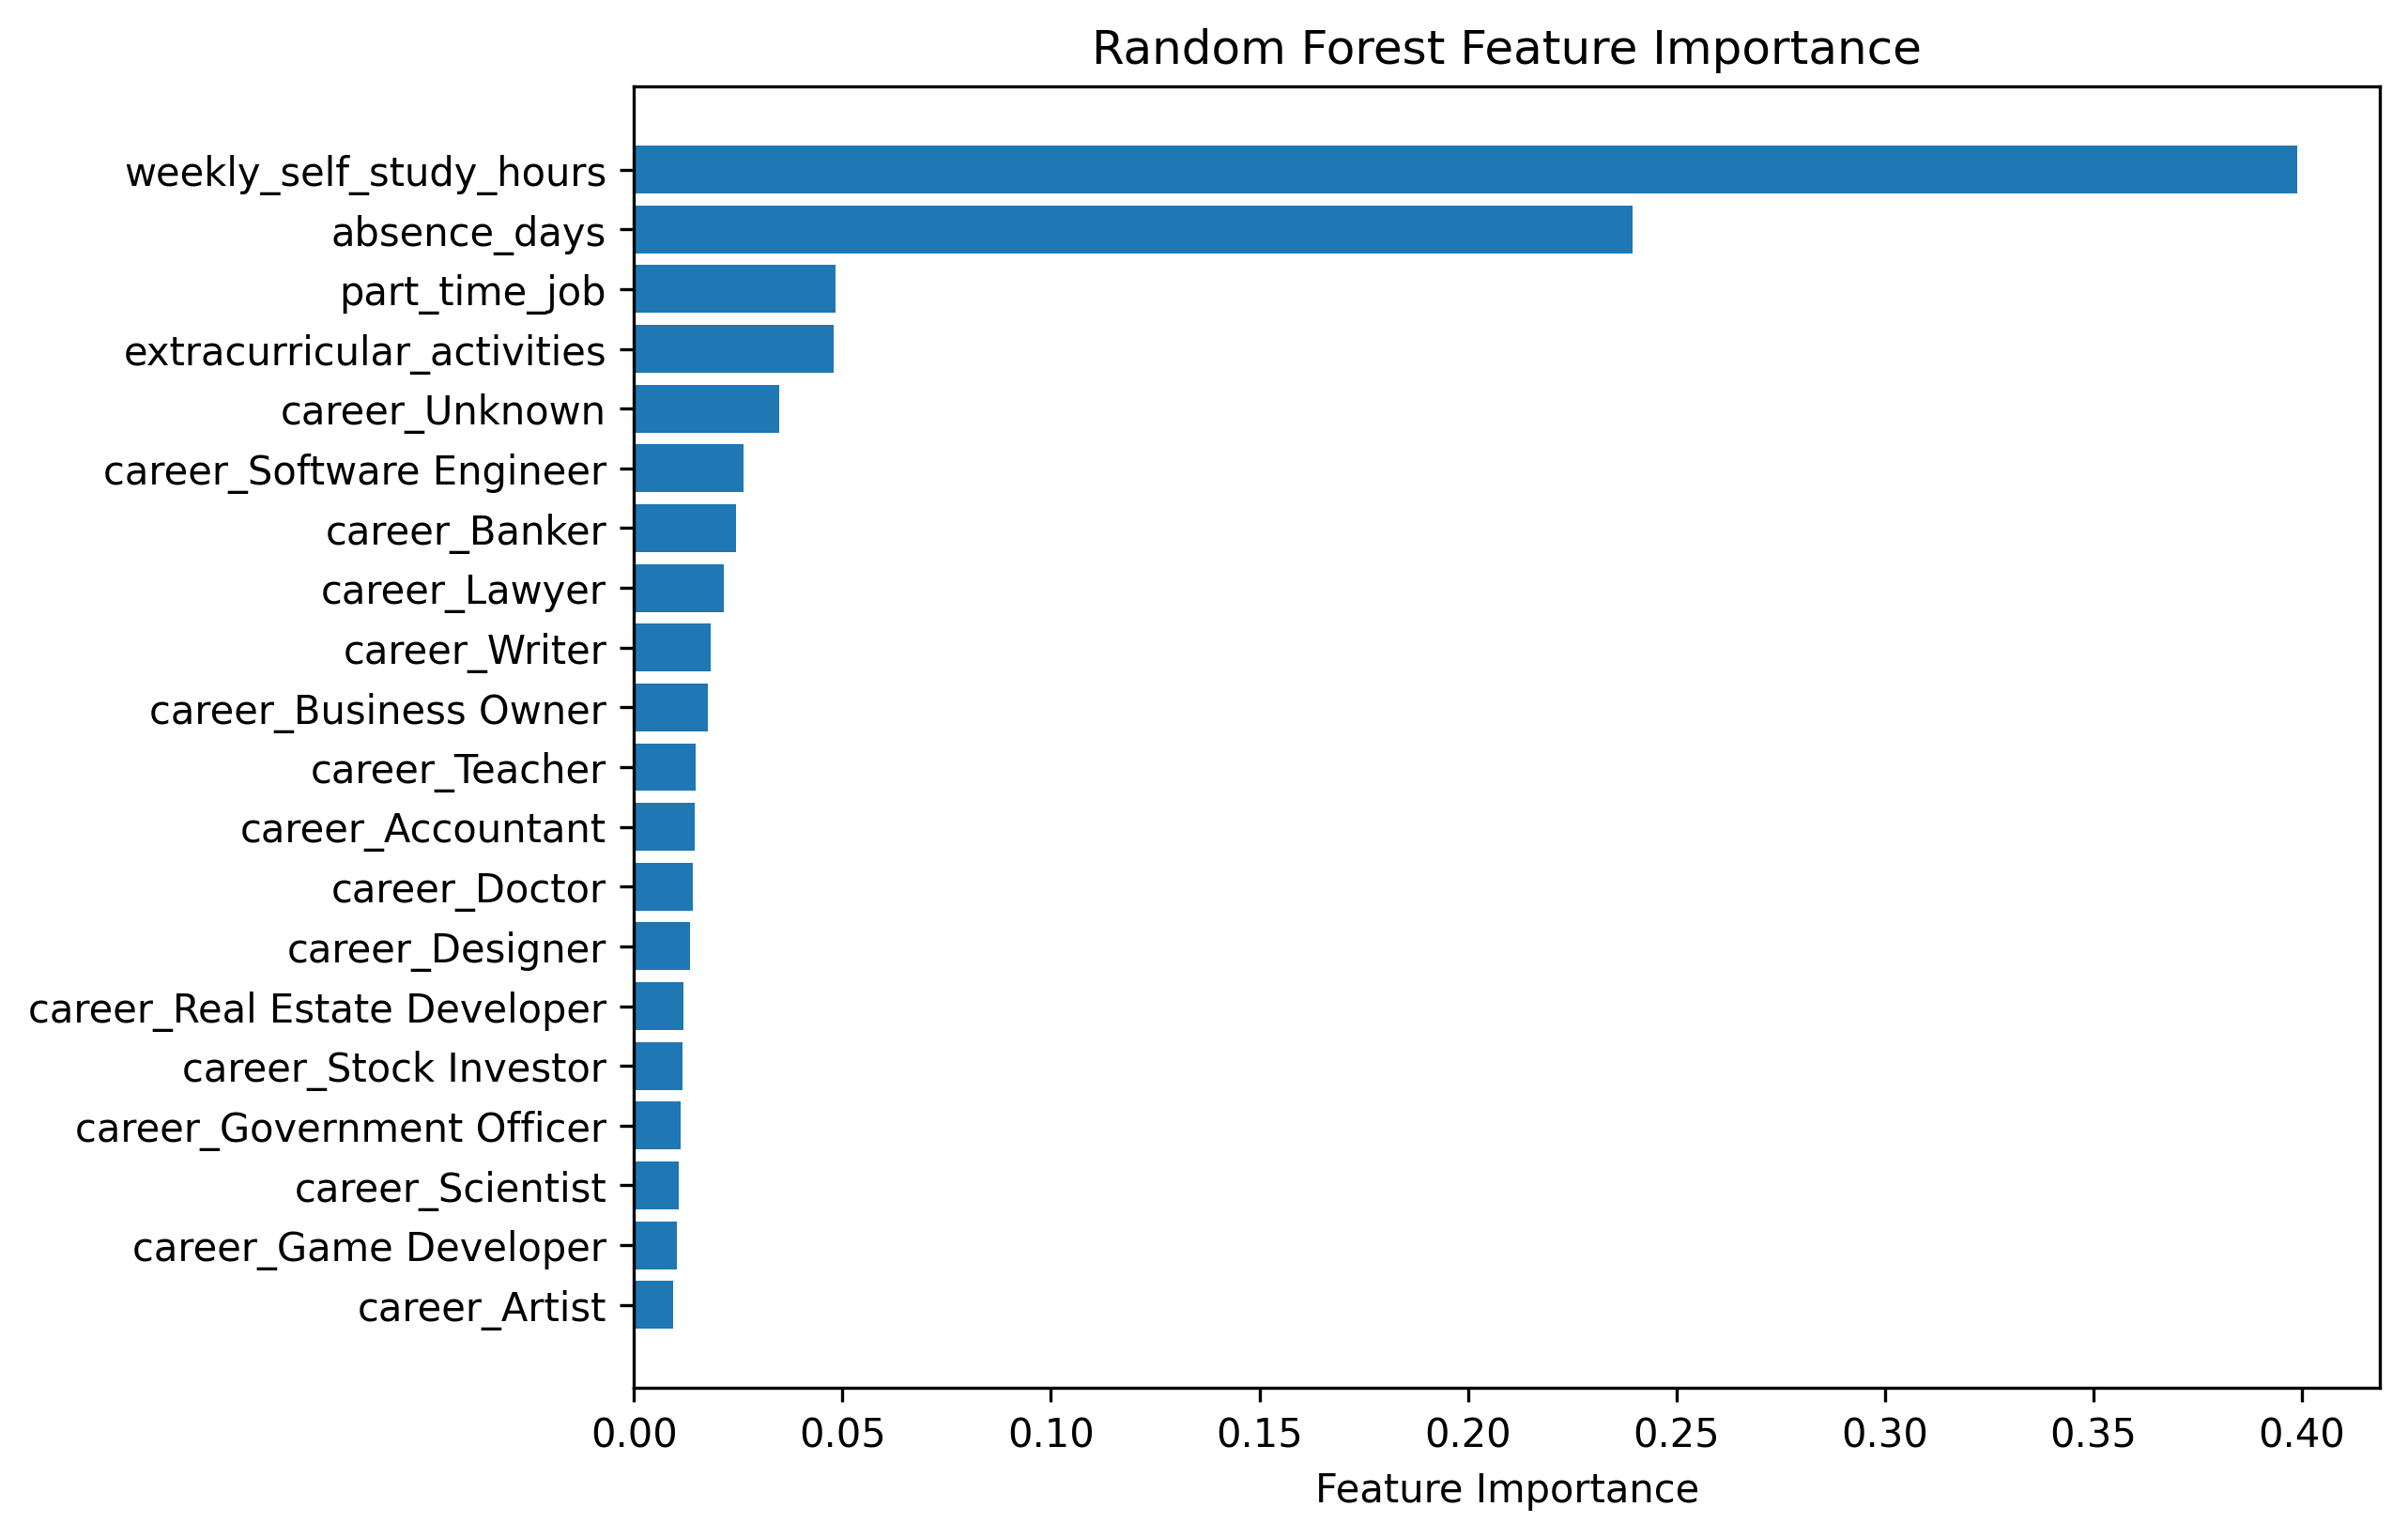 Random Forest Feature Importance
weekly_self_study_hours
absence_days
part_time_job
extracurricular_activities
career_Unknown
career_Software Engineer
career_Banker
career_Lawyer
career_Writer
career_Business Owner
career_Teacher
career_Accountant
career_Doctor
career_Designer
career_Real Estate Developer
career_Stock Investor
career_Government Officer
career_Scientist
career_Game Developer
career_Artist
0.00 0.05 0.10 0.15 0.20 0.25 0.30 0.35 0.40
Feature Importance